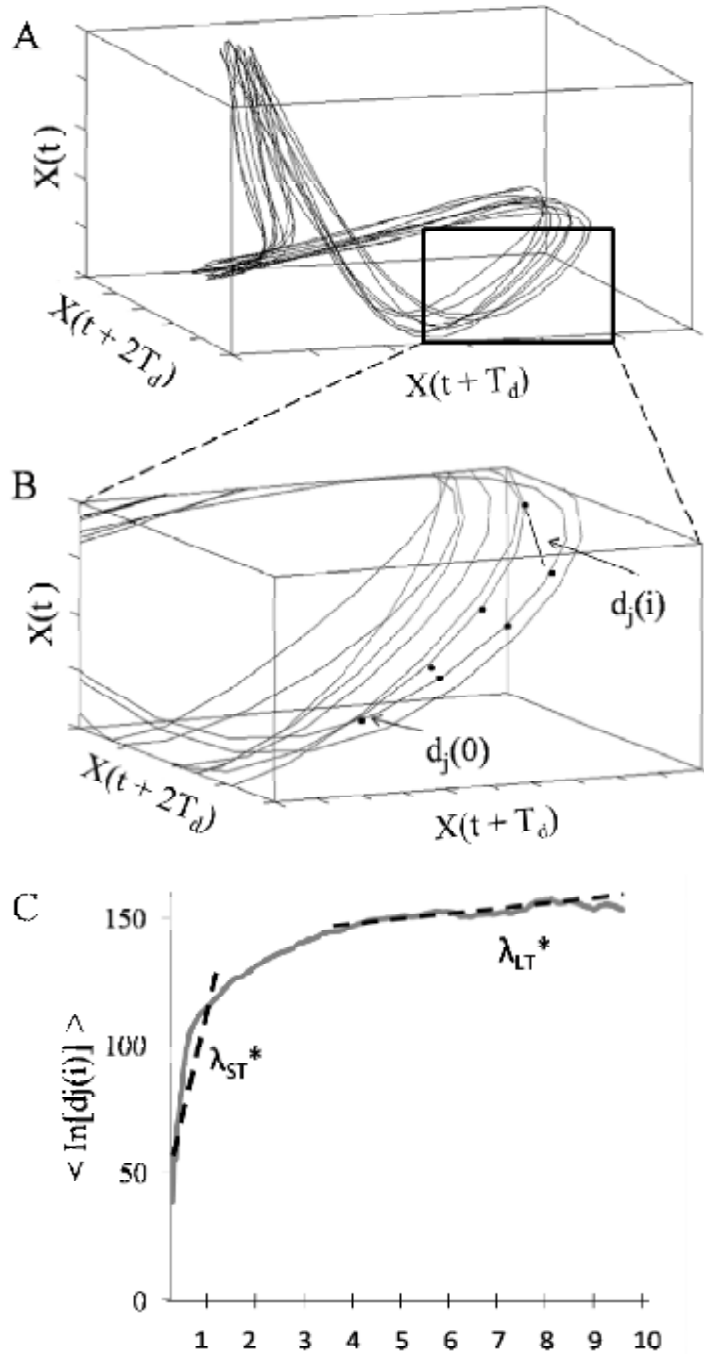 A
X(t)
X(t + 2T_d)
X(t + T_d)
B
X(t)
d_j(i)
d_j(0)
X(t + 2T_d)
X(t + T_d)
C
< ln[dj(i)] >
150
100
50
0
λ_ST*
λ_LT*
1 2 3 4 5 6 7 8 9 10